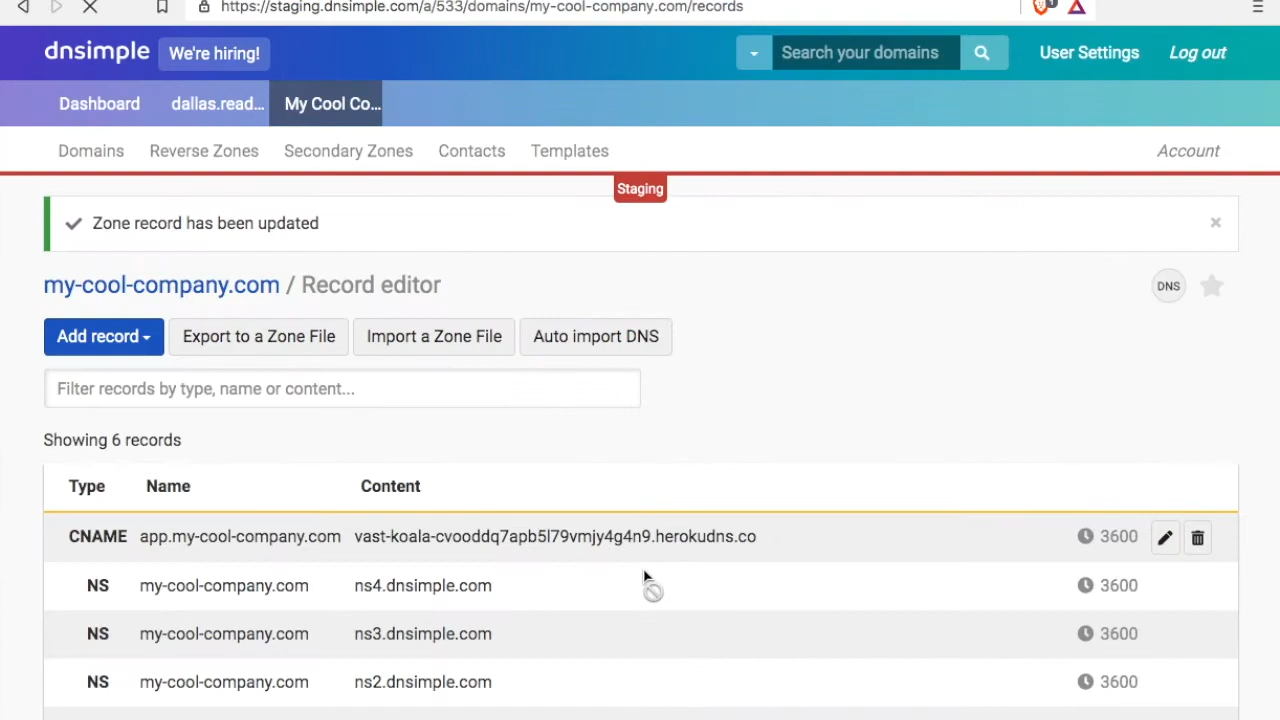 https://staging.dnsimple.com/a/533/domains/my-cool-company.com/records
1
dnsimple We're hiring! Search your domains User Settings Log out
Dashboard dallas.read... My Cool Co...
Domains Reverse Zones Secondary Zones Contacts Templates Account
Staging
Zone record has been updated ×
my-cool-company.com / Record editor DNS
Add record Export to a Zone File Import a Zone File Auto import DNS
Filter records by type, name or content...
Showing 6 records
Type Name Content
CNAME app.my-cool-company.com vast-koala-cvooddq7apb5l79vmjy4g4n9.herokudns.co 3600
NS my-cool-company.com ns4.dnsimple.com 3600
NS my-cool-company.com ns3.dnsimple.com 3600
NS my-cool-company.com ns2.dnsimple.com 3600